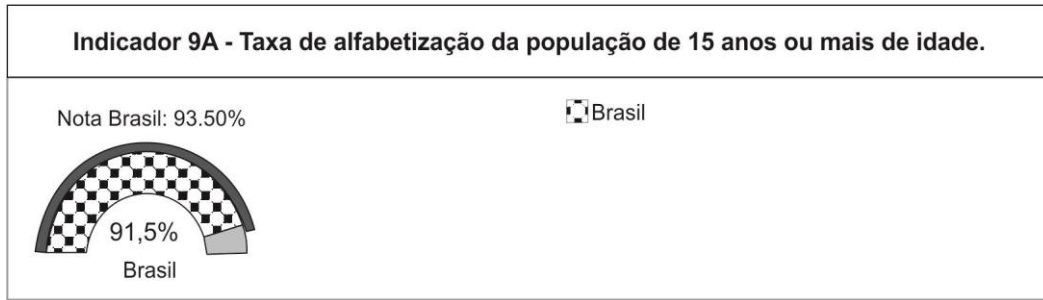 Indicador 9A - Taxa de alfabetização da população de 15 anos ou mais de idade.
Nota Brasil: 93.50%
Brasil
91,5%
Brasil